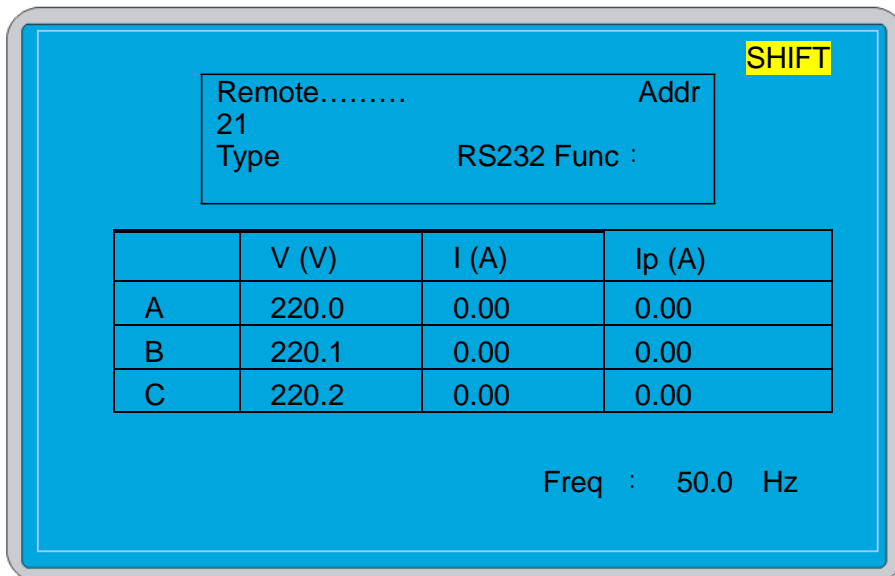 SHIFT
Remote......... Addr
21
Type RS232 Func：
V (V) I (A) Ip (A)
A 220.0 0.00 0.00
B 220.1 0.00 0.00
C 220.2 0.00 0.00
Freq ： 50.0 Hz